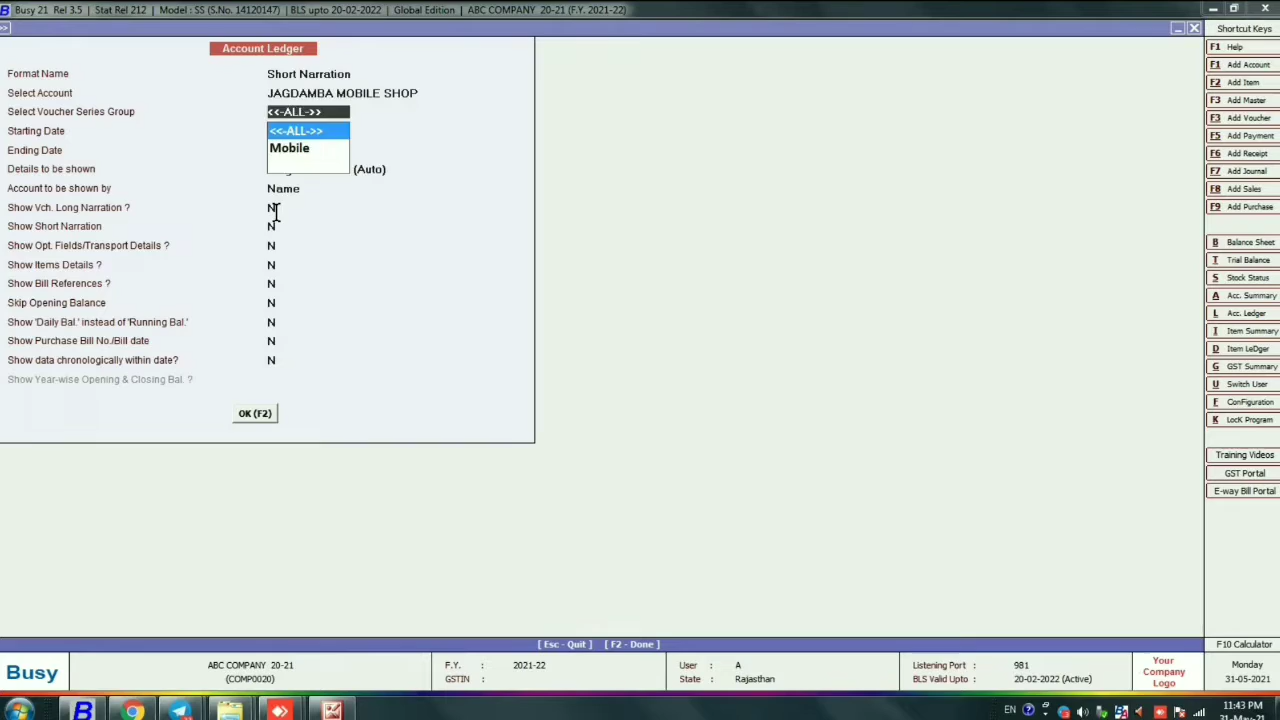 Busy 21 Rel 3.5 | Stat Rel 212 | Model : SS (S.No. 14120147) | BLS upto 20-02-2022 | Global Edition | ABC COMPANY 20-21 (F.Y. 2021-22)
>>
Account Ledger
Format Name Short Narration
Select Account JAGDAMBA MOBILE SHOP
Select Voucher Series Group <<-ALL->>
Starting Date <<-ALL->>
Ending Date Mobile
Details to be shown (Auto)
Account to be shown by Name
Show Vch. Long Narration ? N
Show Short Narration N
Show Opt. Fields/Transport Details ? N
Show Items Details ? N
Show Bill References ? N
Skip Opening Balance N
Show 'Daily Bal.' instead of 'Running Bal.' N
Show Purchase Bill No./Bill date N
Show data chronologically within date? N
Show Year-wise Opening & Closing Bal. ?
OK (F2)
Shortcut Keys
F1 Help
F1 Add Account
F2 Add Item
F3 Add Master
F3 Add Voucher
F5 Add Payment
F6 Add Receipt
F7 Add Journal
F8 Add Sales
F9 Add Purchase
B Balance Sheet
T Trial Balance
S Stock Status
A Acc. Summary
L Acc. Ledger
I Item Summary
D Item LeDger
G GST Summary
U Switch User
F ConFiguration
K LocK Program
Training Videos
GST Portal
E-way Bill Portal
[ Esc - Quit ] [ F2 - Done ]
F10 Calculator
Busy
ABC COMPANY 20-21
(COMP0020)
F.Y. : 2021-22
GSTIN :
User : A
State : Rajasthan
Listening Port : 981
BLS Valid Upto : 20-02-2022 (Active)
Your
Company
Logo
Monday
31-05-2021
EN
11:43 PM
31-May-21